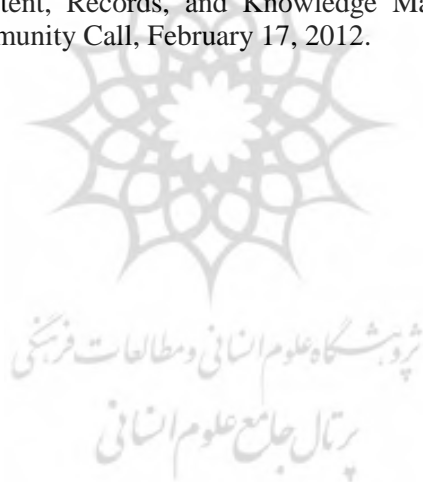 tent, Records, and Knowledge Ma
munity Call, February 17, 2012.
پژوهشگاه علوم انسانی و مطالعات فرهنگی
پرتال جامع علوم انسانی